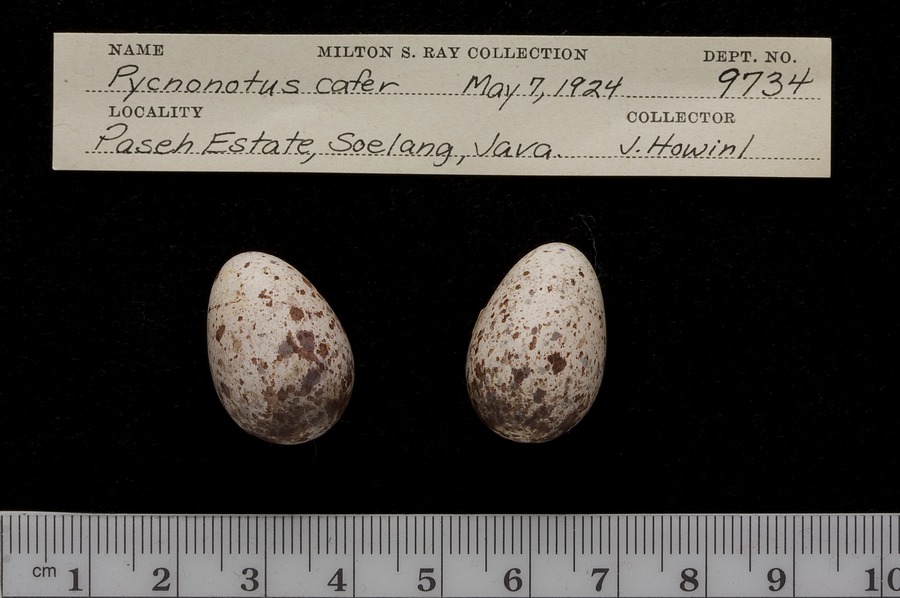 NAME MILTON S. RAY COLLECTION DEPT. NO.
Pycnonotus cafer May 7, 1924 9734
LOCALITY COLLECTOR
Paseh Estate, Soelang, Java. J. Howinl
cm 1 2 3 4 5 6 7 8 9 10